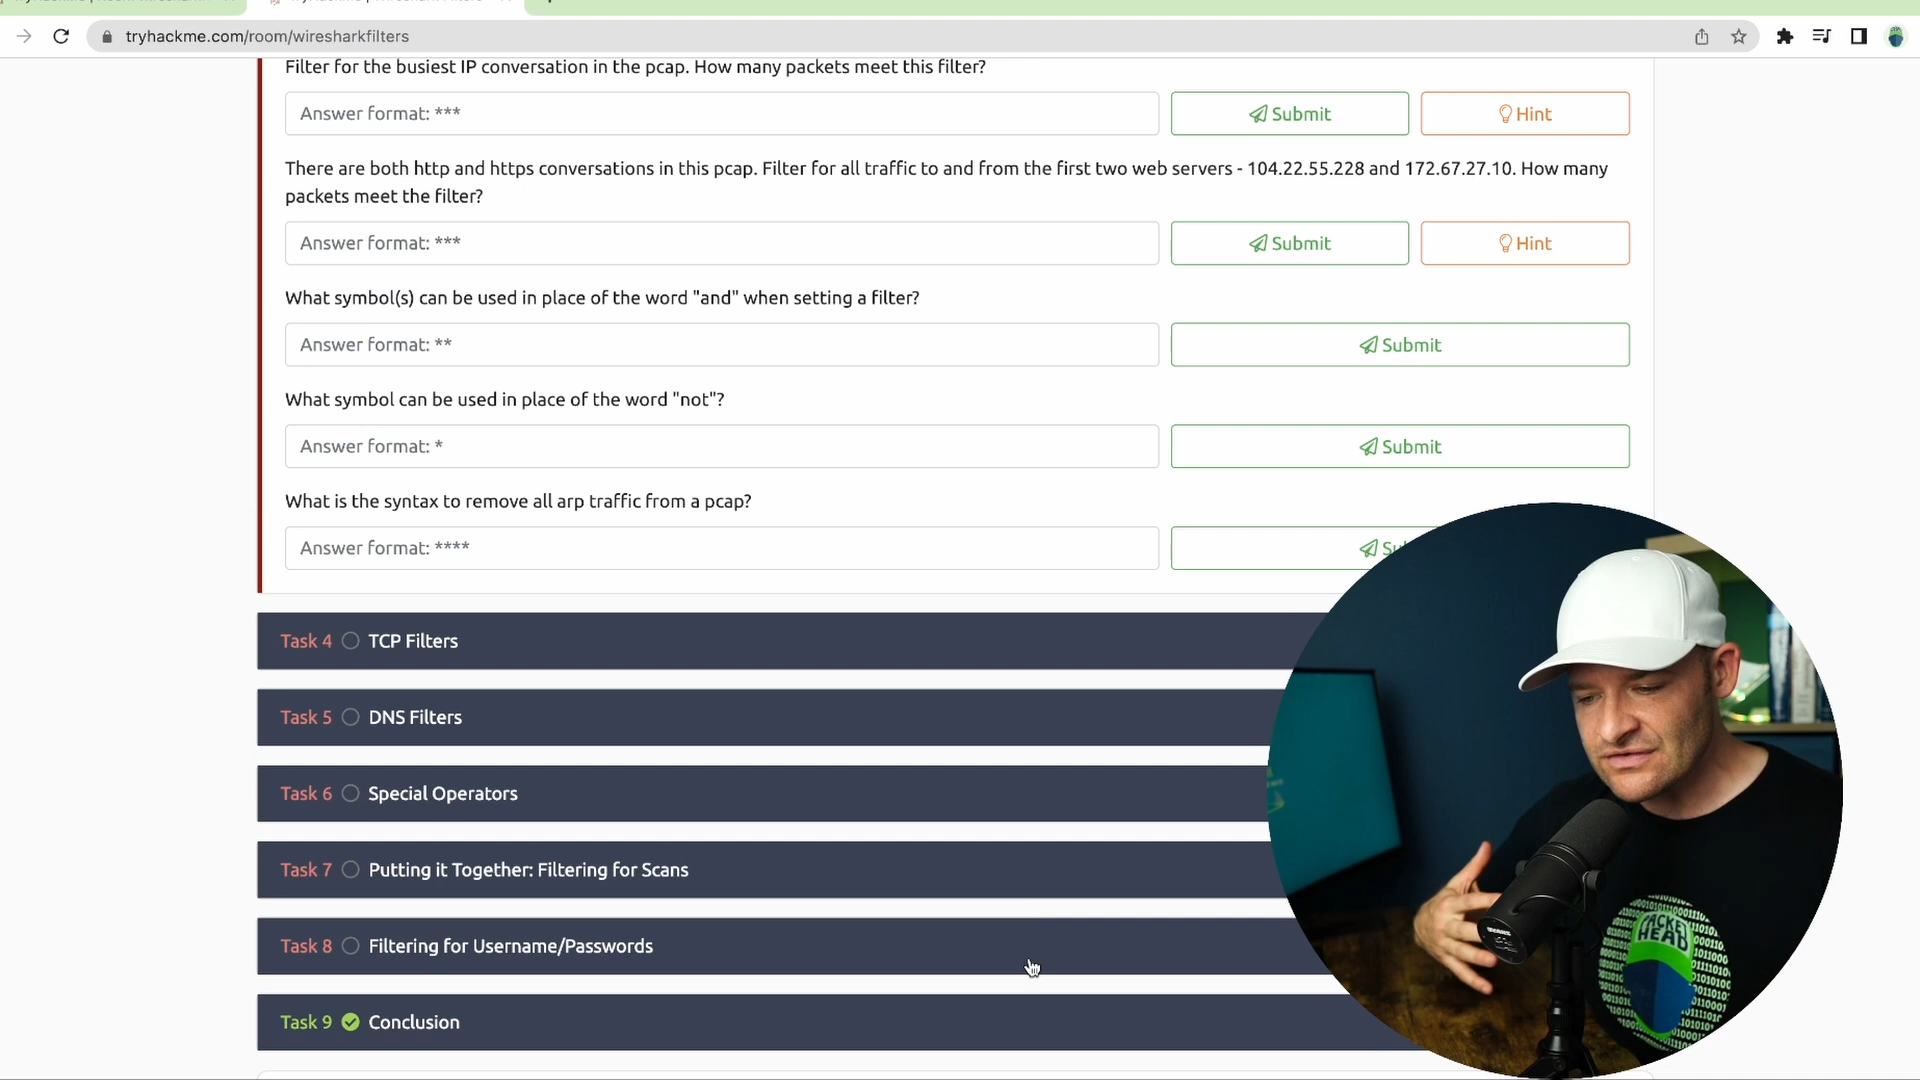 tryhackme.com/room/wiresharkfilters
Filter for the busiest IP conversation in the pcap. How many packets meet this filter?
Answer format: ***
Submit
Hint
There are both http and https conversations in this pcap. Filter for all traffic to and from the first two web servers - 104.22.55.228 and 172.67.27.10. How many
packets meet the filter?
Answer format: ***
Submit
Hint
What symbol(s) can be used in place of the word "and" when setting a filter?
Answer format: **
Submit
What symbol can be used in place of the word "not"?
Answer format: *
Submit
What is the syntax to remove all arp traffic from a pcap?
Answer format: ****
Task 4 TCP Filters
Task 5 DNS Filters
Task 6 Special Operators
Task 7 Putting it Together: Filtering for Scans
Task 8 Filtering for Username/Passwords
Task 9 Conclusion
HEAD